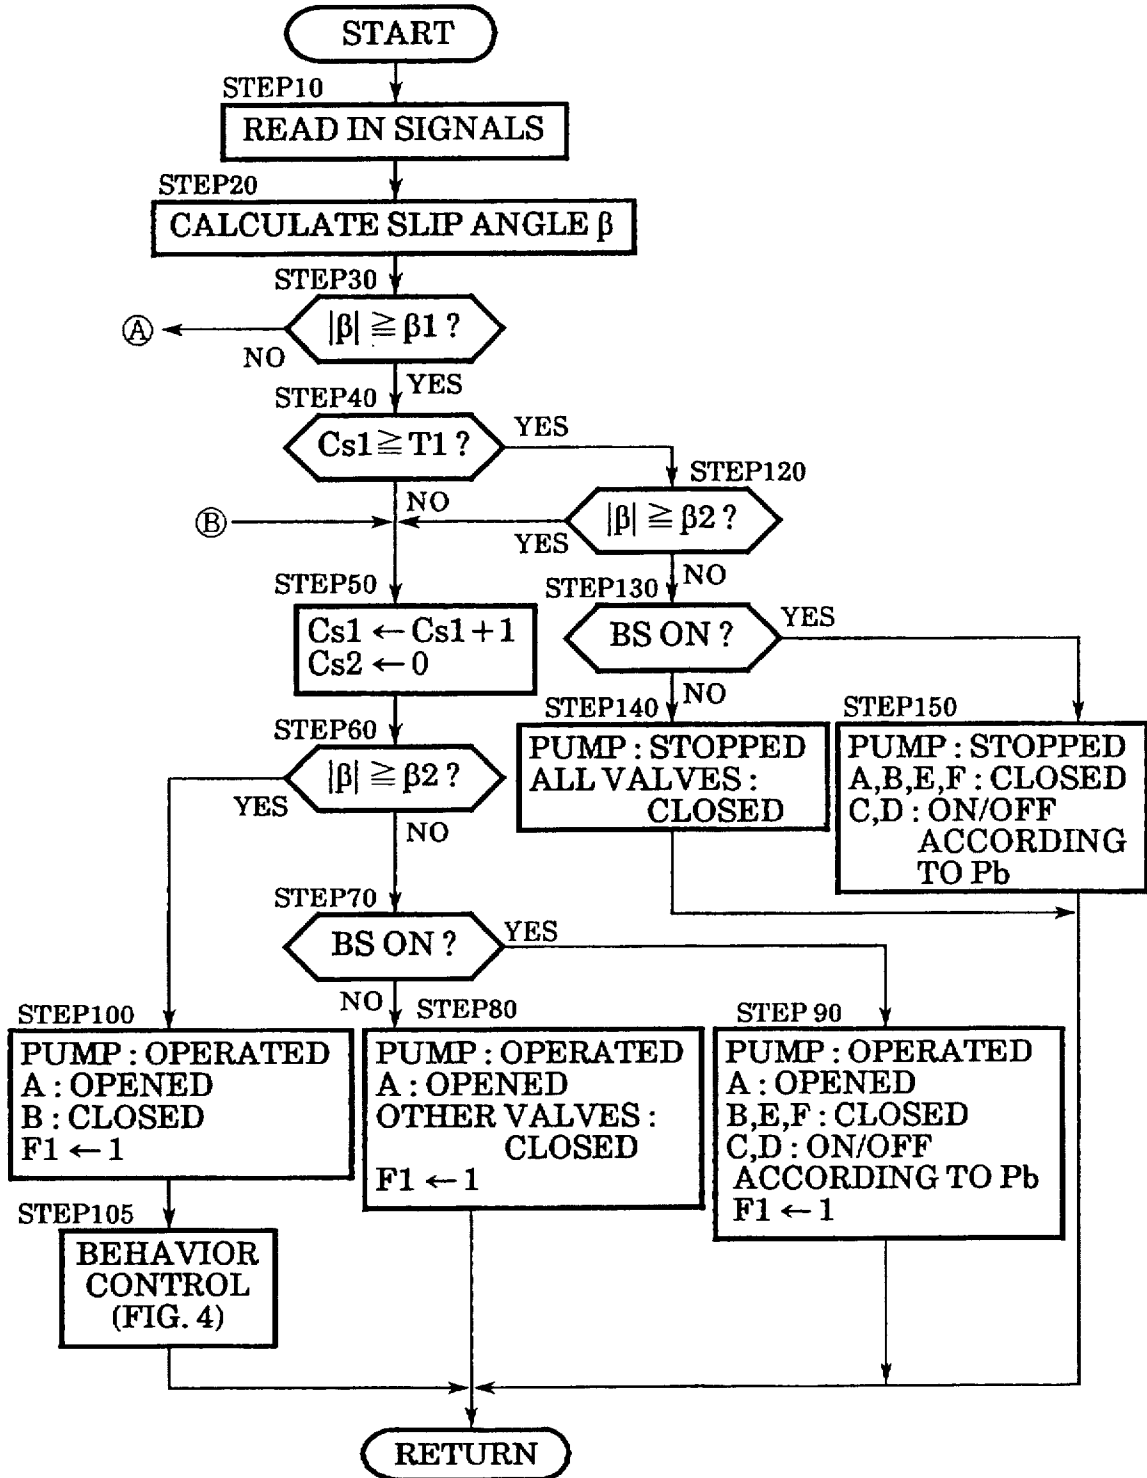 START
STEP10
READ IN SIGNALS
STEP20
CALCULATE SLIP ANGLE β
STEP30
|β| ≧ β1 ?
Ⓐ
NO
YES
STEP40
Cs1 ≧ T1 ?
YES
NO
STEP120
|β| ≧ β2 ?
Ⓑ
YES
NO
STEP50
Cs1 ← Cs1+1
Cs2 ← 0
STEP130
BS ON ?
YES
NO
STEP140
PUMP : STOPPED
ALL VALVES :
CLOSED
STEP150
PUMP : STOPPED
A,B,E,F : CLOSED
C,D : ON/OFF
ACCORDING
TO Pb
STEP60
|β| ≧ β2 ?
YES
NO
STEP70
BS ON ?
YES
NO
STEP100
PUMP : OPERATED
A : OPENED
B : CLOSED
F1 ← 1
STEP80
PUMP : OPERATED
A : OPENED
OTHER VALVES :
CLOSED
F1 ← 1
STEP 90
PUMP : OPERATED
A : OPENED
B,E,F : CLOSED
C,D : ON/OFF
ACCORDING TO Pb
F1 ← 1
STEP105
BEHAVIOR
CONTROL
(FIG. 4)
RETURN